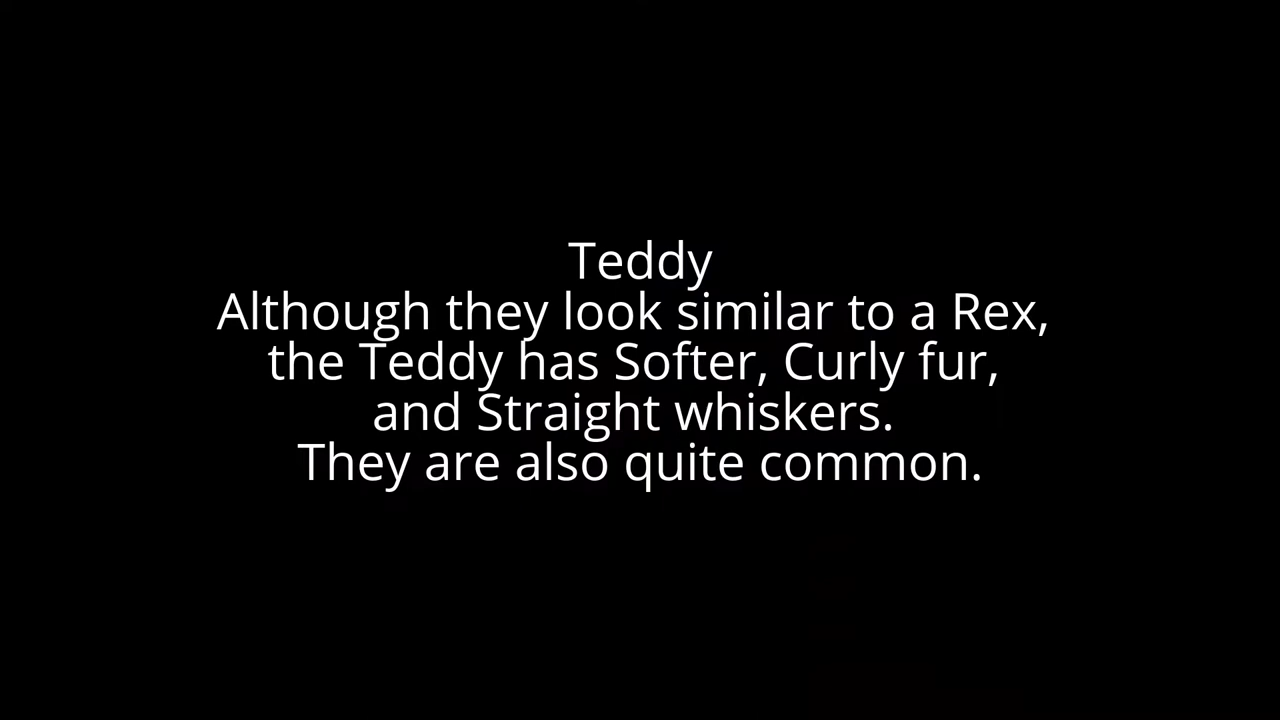 Teddy
Although they look similar to a Rex,
the Teddy has Softer, Curly fur,
and Straight whiskers.
They are also quite common.